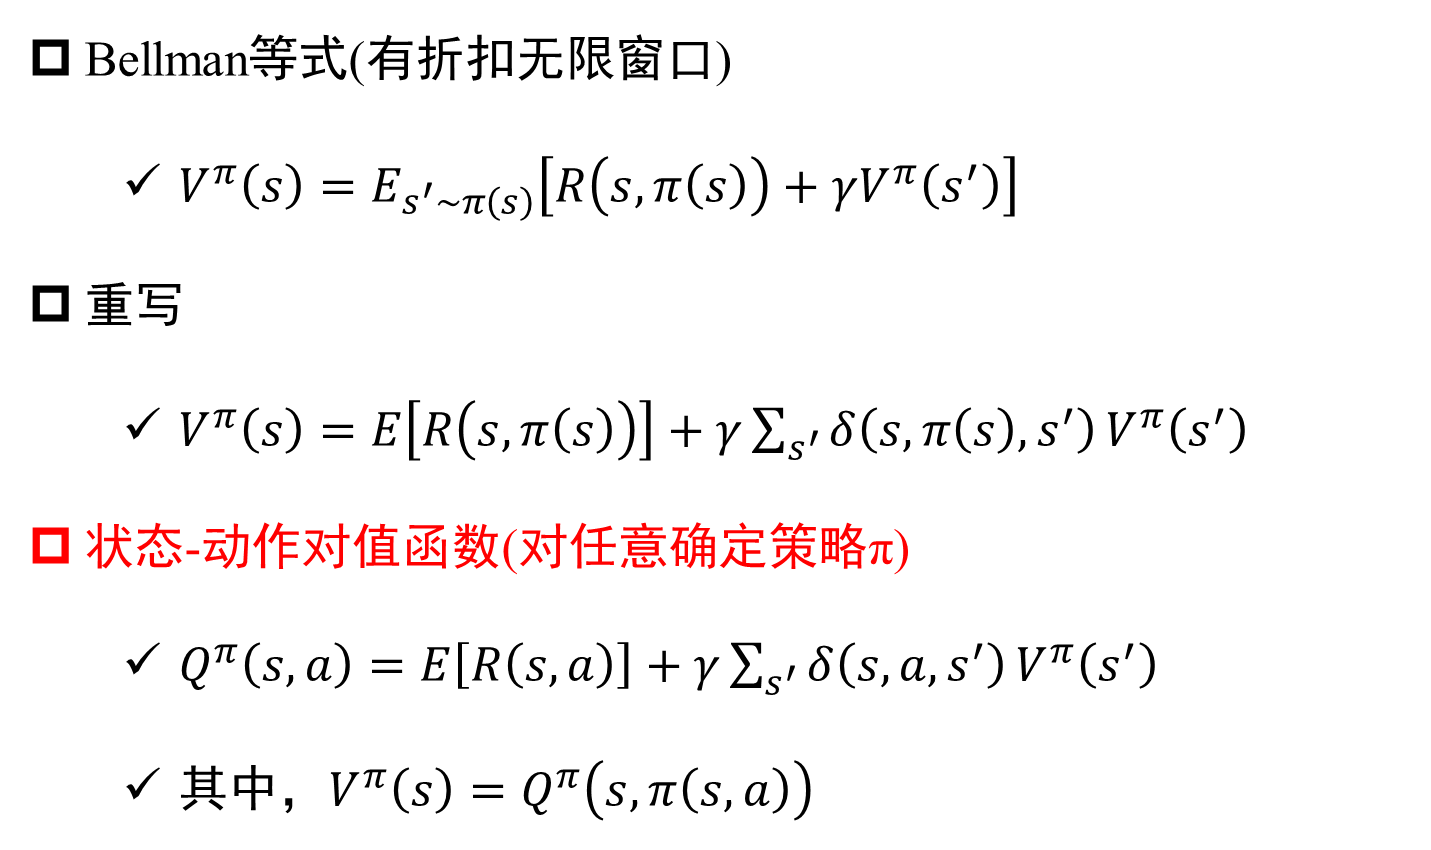 Bellman等式(有折扣无限窗口)
✓ V^π(s) = E_{s′~π(s)}[R(s,π(s)) + γV^π(s′)]
重写
✓ V^π(s) = E[R(s,π(s))] + γ∑_{s′} δ(s,π(s),s′) V^π(s′)
状态-动作对值函数(对任意确定策略π)
✓ Q^π(s,a) = E[R(s,a)] + γ∑_{s′} δ(s,a,s′) V^π(s′)
✓ 其中，V^π(s) = Q^π(s,π(s,a))